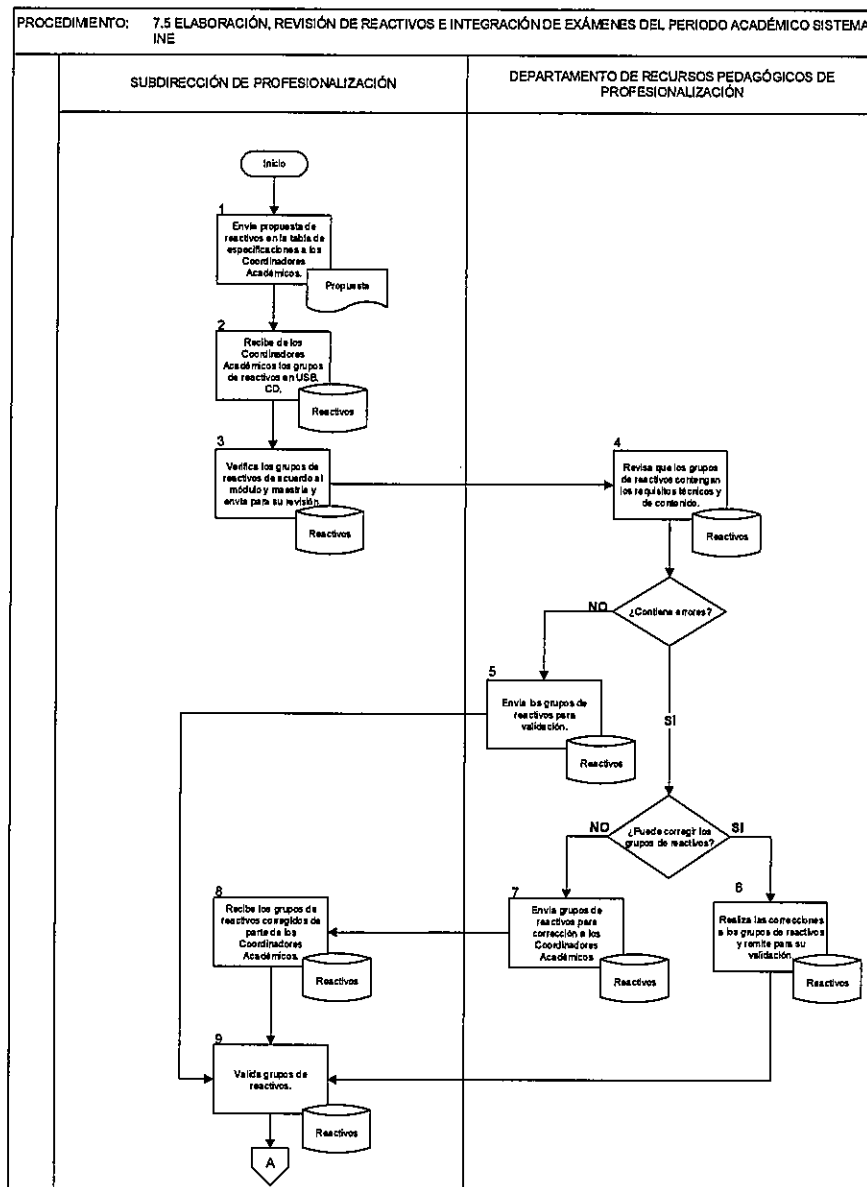 PROCEDIMIENTO: 7.5 ELABORACIÓN, REVISIÓN DE REACTIVOS E INTEGRACIÓN DE EXÁMENES DEL PERIODO ACADÉMICO SISTEMA
INE
SUBDIRECCIÓN DE PROFESIONALIZACIÓN
DEPARTAMENTO DE RECURSOS PEDAGÓGICOS DE
PROFESIONALIZACIÓN
Inicio
1
Envía propuesta de
reactivos en la tabla de
especificaciones a los
Coordinadores
Académicos.
Propuesta
2
Recibe de los
Coordinadores
Académicos los grupos
de reactivos en USB,
CD.
Reactivos
3
Verifica los grupos de
reactivos de acuerdo al
módulo y maestría y
envía para su revisión.
Reactivos
4
Revisa que los grupos
de reactivos contengan
los requisitos técnicos y
de contenido.
Reactivos
¿Contiene errores?
NO
SÍ
5
Envía los grupos de
reactivos para
validación.
Reactivos
¿Puede corregir los
grupos de reactivos?
NO
SI
6
Realiza las correcciones
a los grupos de reactivos
y remite para su
validación.
Reactivos
7
Envía grupos de
reactivos para
corrección a los
Coordinadores
Académicos
Reactivos
8
Recibe los grupos de
reactivos corregidos de
parte de los
Coordinadores
Académicos.
Reactivos
9
Valida grupos de
reactivos.
Reactivos
A